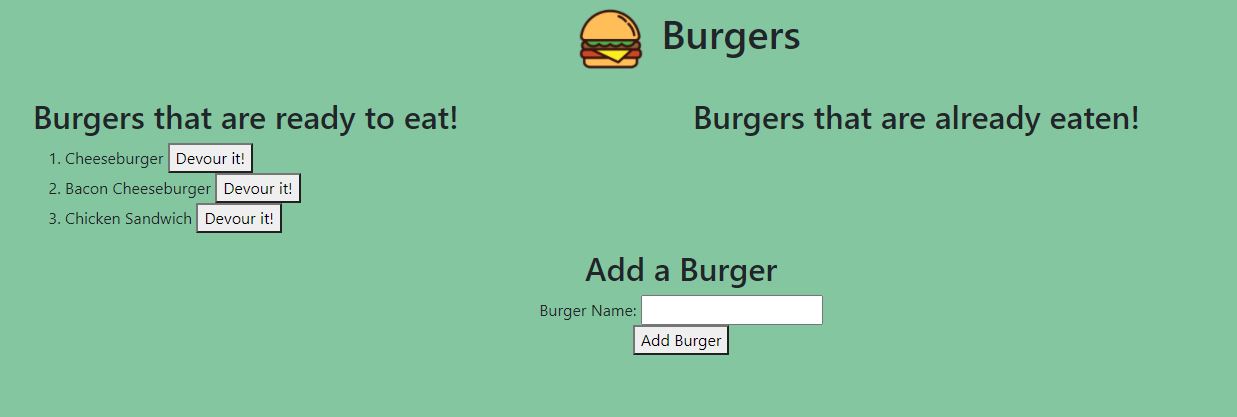 Burgers
Burgers that are ready to eat!
1. Cheeseburger Devour it!
2. Bacon Cheeseburger Devour it!
3. Chicken Sandwich Devour it!
Burgers that are already eaten!
Add a Burger
Burger Name:
Add Burger